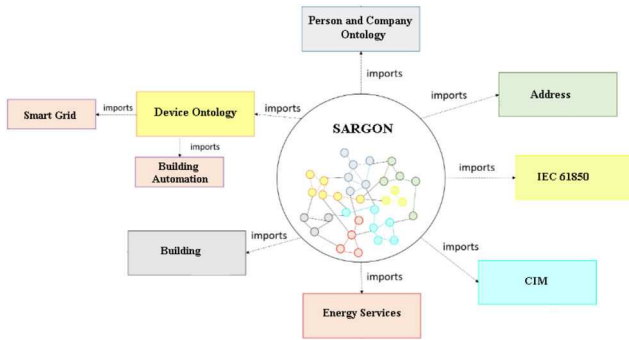 Person and Company
Ontology
imports
imports
Address
Smart Grid
imports
Device Ontology
imports
SARGON
imports
Building
Automation
imports
IEC 61850
Building
imports
imports
CIM
imports
Energy Services